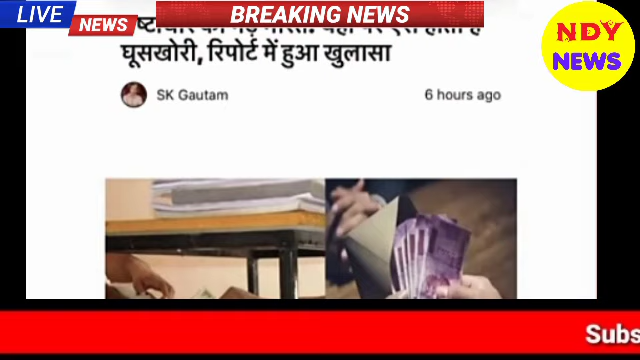 LIVE
NEWS
BREAKING NEWS
NDY
NEWS
घूसखोरी, रिपोर्ट में हुआ खुलासा
SK Gautam
6 hours ago
Subs